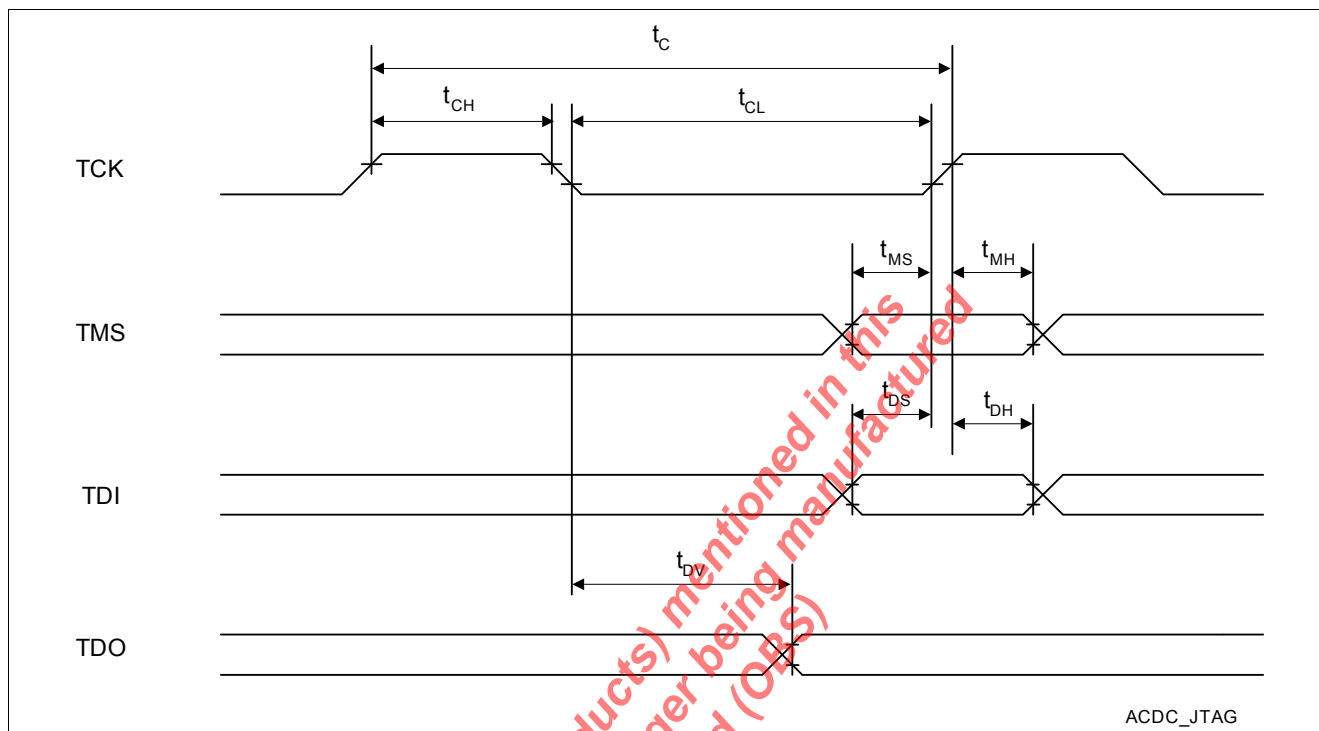 tC
tCH
tCL
TCK
tMS
tMH
TMS
tDS
tDH
TDI
tDV
TDO
ducts) mentioned in this
ger being manufactured
d (OBS)
ACDC_JTAG